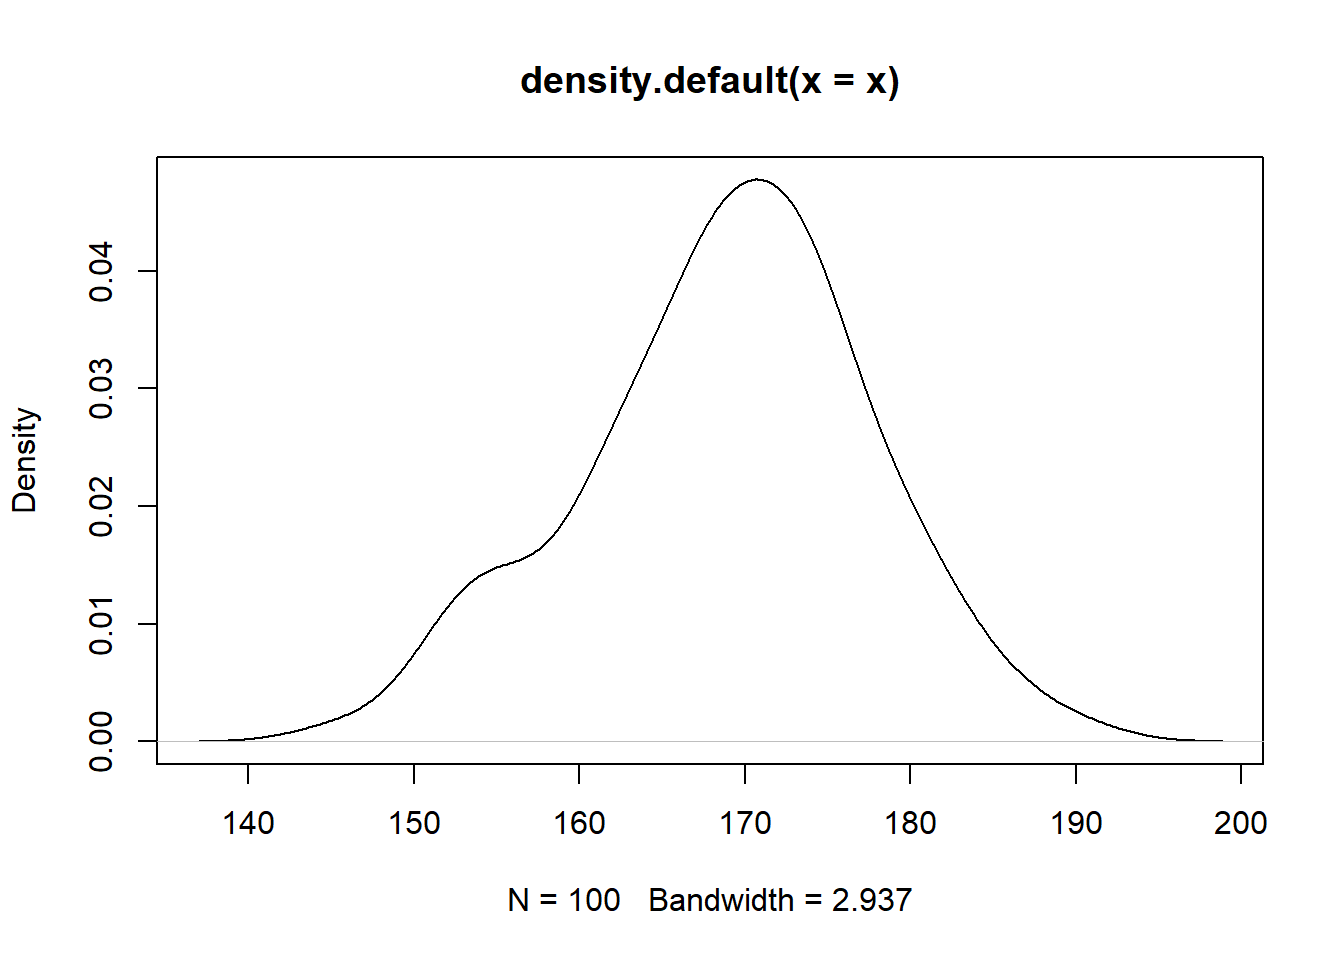 density.default(x = x)
Density
0.04
0.03
0.02
0.01
0.00
140 150 160 170 180 190 200
N = 100 Bandwidth = 2.937